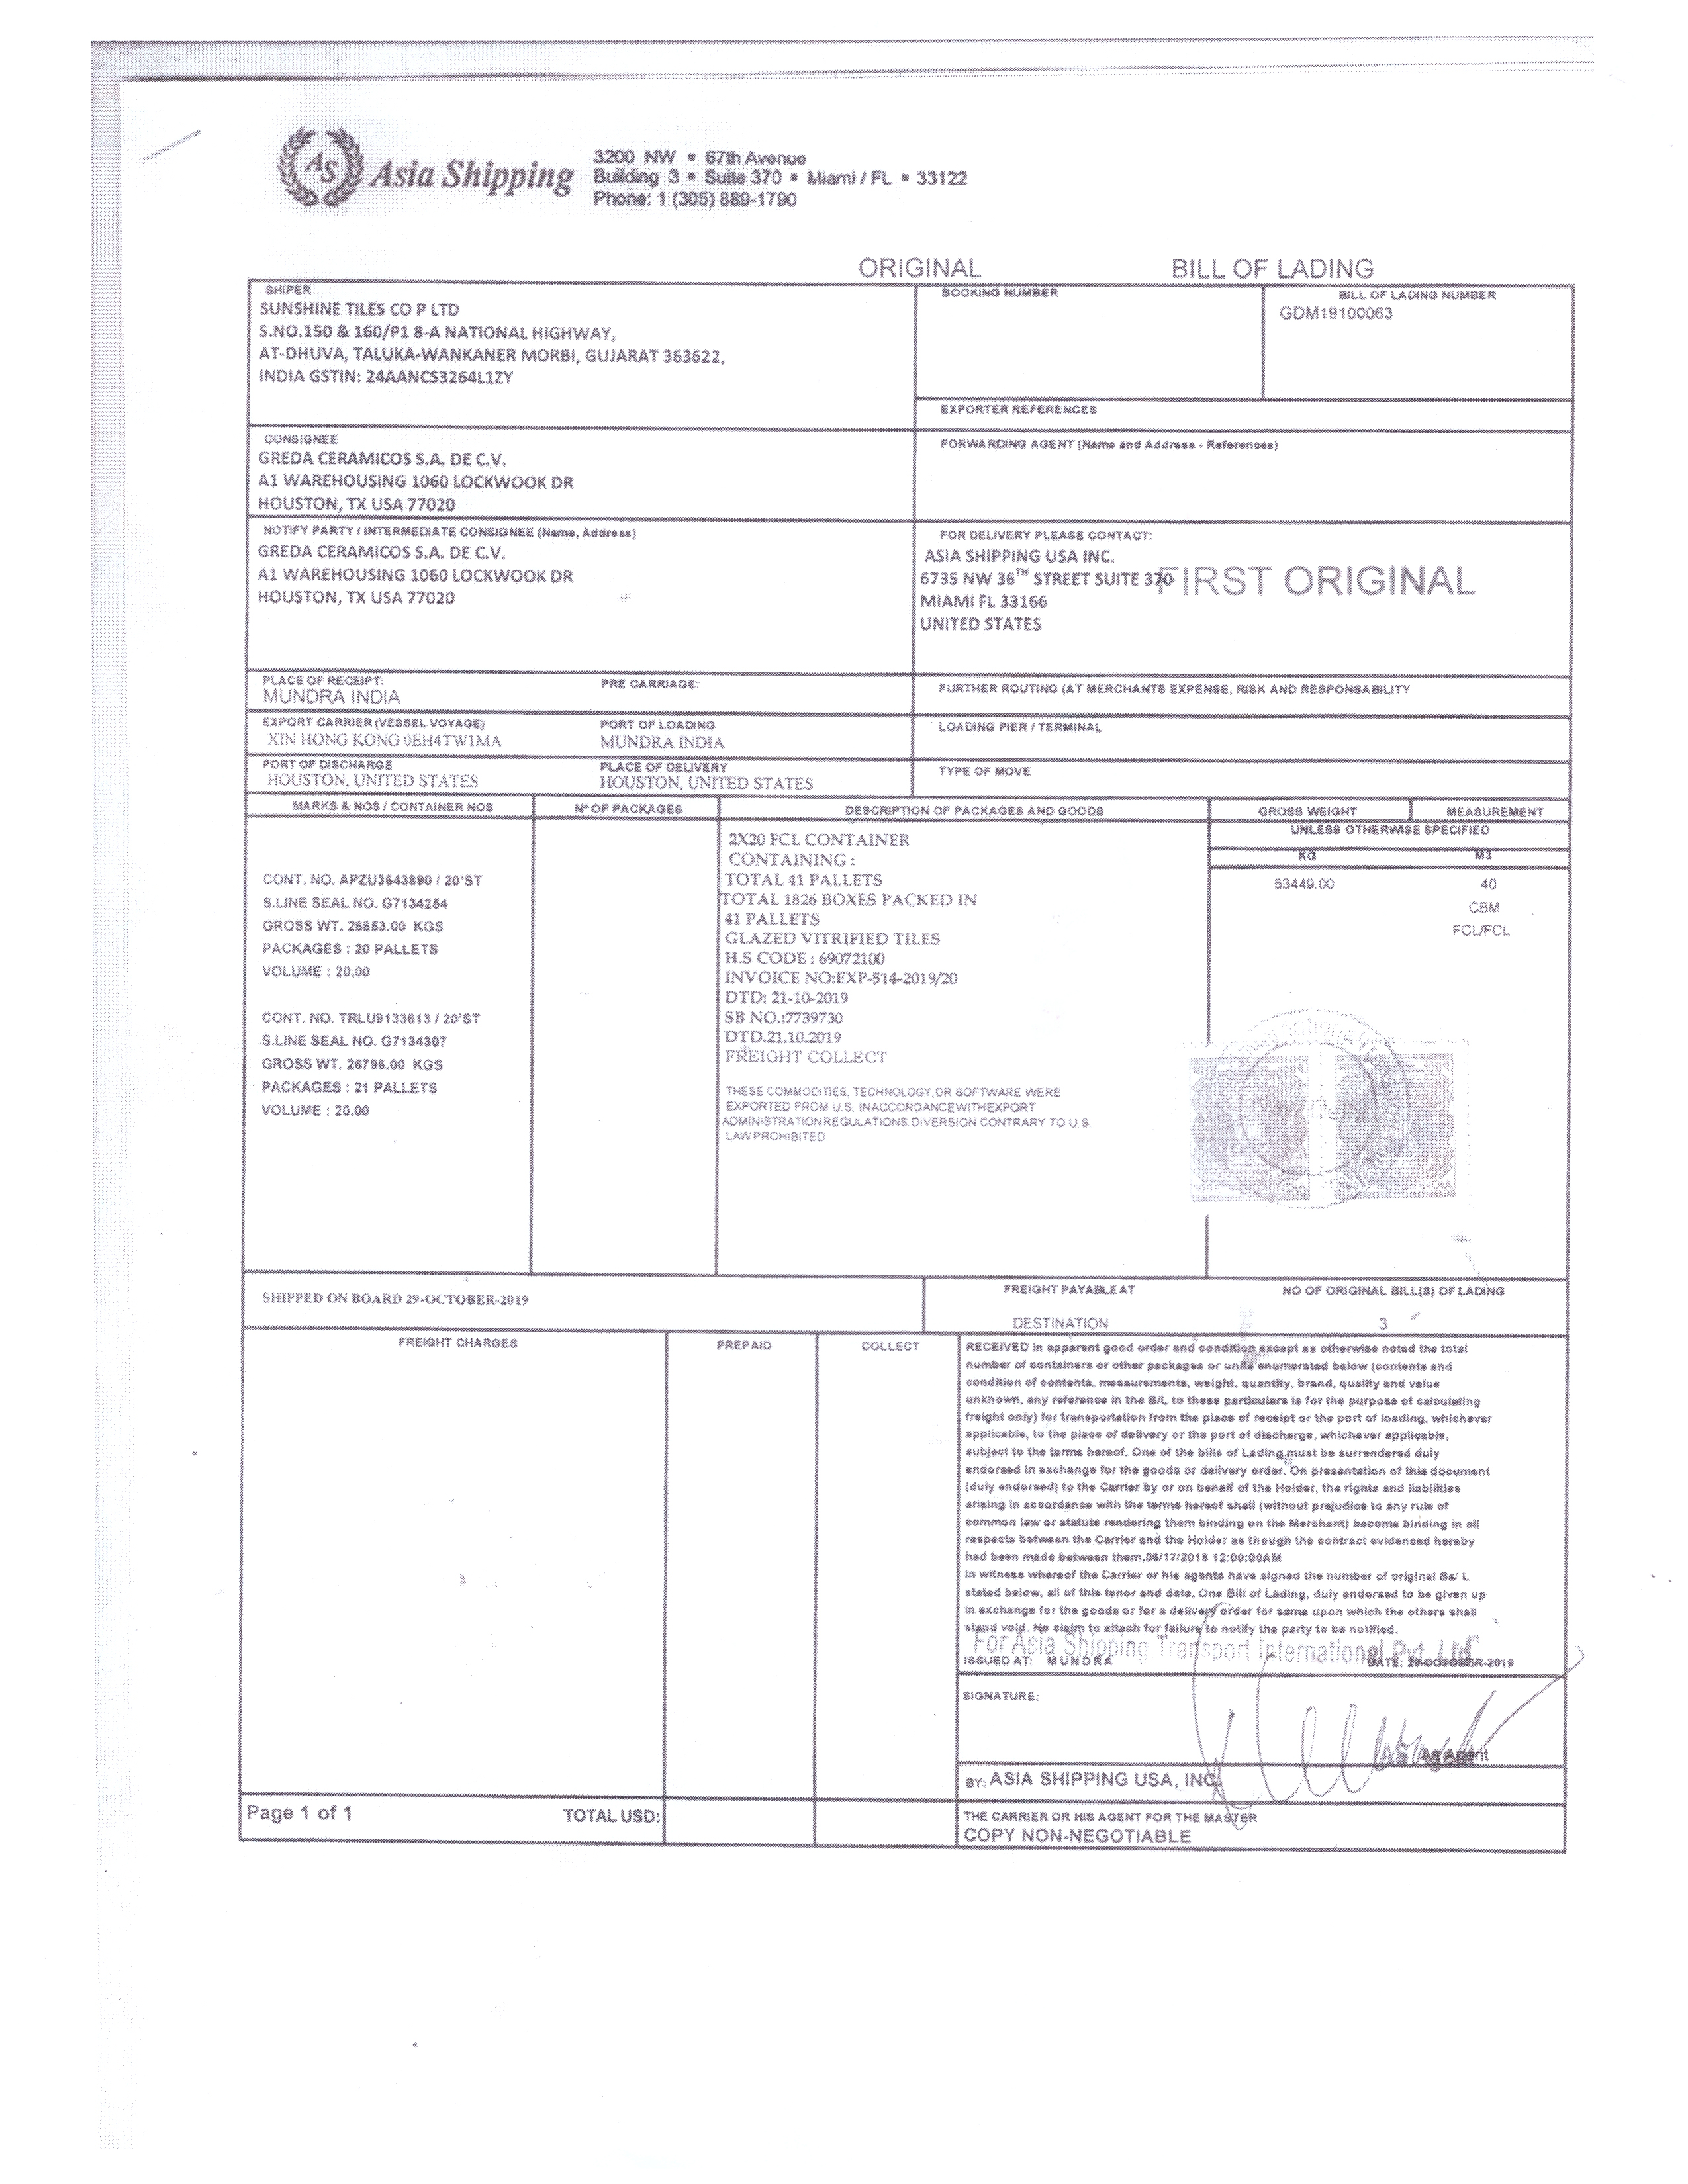 AS Asia Shipping
3200 NW ▪ 67th Avenue
Building 3 ▪ Suite 370 ▪ Miami / FL ▪ 33122
Phone: 1 (305) 889-1790
ORIGINAL BILL OF LADING
SHIPER
SUNSHINE TILES CO P LTD
S.NO.150 & 160/P1 8-A NATIONAL HIGHWAY,
AT-DHUVA, TALUKA-WANKANER MORBI, GUJARAT 363622,
INDIA GSTIN: 24AANCS3264L1ZY
BOOKING NUMBER
BILL OF LADING NUMBER
GDM19100063
EXPORTER REFERENCES
CONSIGNEE
GREDA CERAMICOS S.A. DE C.V.
A1 WAREHOUSING 1060 LOCKWOOK DR
HOUSTON, TX USA 77020
FORWARDING AGENT (Name and Address - References)
NOTIFY PARTY / INTERMEDIATE CONSIGNEE (Name, Address)
GREDA CERAMICOS S.A. DE C.V.
A1 WAREHOUSING 1060 LOCKWOOK DR
HOUSTON, TX USA 77020
FOR DELIVERY PLEASE CONTACT:
ASIA SHIPPING USA INC.
6735 NW 36TH STREET SUITE 370
MIAMI FL 33166
UNITED STATES
FIRST ORIGINAL
PLACE OF RECEIPT:
MUNDRA INDIA
PRE CARRIAGE:
FURTHER ROUTING (AT MERCHANTS EXPENSE, RISK AND RESPONSABILITY
EXPORT CARRIER (VESSEL VOYAGE)
XIN HONG KONG 0EH4TW1MA
PORT OF LOADING
MUNDRA INDIA
LOADING PIER / TERMINAL
PORT OF DISCHARGE
HOUSTON, UNITED STATES
PLACE OF DELIVERY
HOUSTON, UNITED STATES
TYPE OF MOVE
MARKS & NOS / CONTAINER NOS
Nº OF PACKAGES
DESCRIPTION OF PACKAGES AND GOODS
GROSS WEIGHT
MEASUREMENT
UNLESS OTHERWISE SPECIFIED
KG
M3
CONT. NO. APZU3643890 / 20'ST
S.LINE SEAL NO. G7134254
GROSS WT. 26653.00 KGS
PACKAGES : 20 PALLETS
VOLUME : 20.00
CONT. NO. TRLU9133613 / 20'ST
S.LINE SEAL NO. G7134307
GROSS WT. 26796.00 KGS
PACKAGES : 21 PALLETS
VOLUME : 20.00
2X20 FCL CONTAINER
CONTAINING :
TOTAL 41 PALLETS
TOTAL 1826 BOXES PACKED IN
41 PALLETS
GLAZED VITRIFIED TILES
H.S CODE : 69072100
INVOICE NO:EXP-514-2019/20
DTD: 21-10-2019
SB NO.:7739730
DTD.21.10.2019
FREIGHT COLLECT
THESE COMMODITIES, TECHNOLOGY,OR SOFTWARE WERE
EXPORTED FROM U.S. INACCORDANCEWITHEXPORT
ADMINISTRATIONREGULATIONS.DIVERSION CONTRARY TO U.S.
LAWPROHIBITED
53449.00
40
CBM
FCL/FCL
INDIA
SHIPPED ON BOARD 29-OCTOBER-2019
FREIGHT PAYABLE AT
DESTINATION
NO OF ORIGINAL BILL(S) OF LADING
3
FREIGHT CHARGES
PREPAID
COLLECT
RECEIVED in apparent good order and condition except as otherwise noted the total
number of containers or other packages or units enumerated below (contents and
condition of contents, measurements, weight, quantity, brand, quality and value
unknown, any reference in the B/L to these particulars is for the purpose of calculating
freight only) for transportation from the place of receipt or the port of loading, whichever
applicable, to the place of delivery or the port of discharge, whichever applicable,
subject to the terms hereof. One of the bills of Lading must be surrendered duly
endorsed in exchange for the goods or delivery order. On presentation of this document
(duly endorsed) to the Carrier by or on behalf of the Holder, the rights and liabilities
arising in accordance with the terms hereof shall (without prejudice to any rule of
common law or statute rendering them binding on the Merchant) become binding in all
respects between the Carrier and the Holder as though the contract evidenced hereby
had been made between them.08/17/2018 12:00:00AM
In witness whereof the Carrier or his agents have signed the number of original Bs/ L
stated below, all of this tenor and date. One Bill of Lading, duly endorsed to be given up
in exchange for the goods or for a delivery order for same upon which the others shall
stand void. No claim to attach for failure to notify the party to be notified.
For Asia Shipping Transport International Pvt. Ltd.
ISSUED AT: MUNDRA
DATE: 29-OCTOBER-2019
SIGNATURE:
As Agent
BY: ASIA SHIPPING USA, INC.
Page 1 of 1
TOTAL USD:
THE CARRIER OR HIS AGENT FOR THE MASTER
COPY NON-NEGOTIABLE